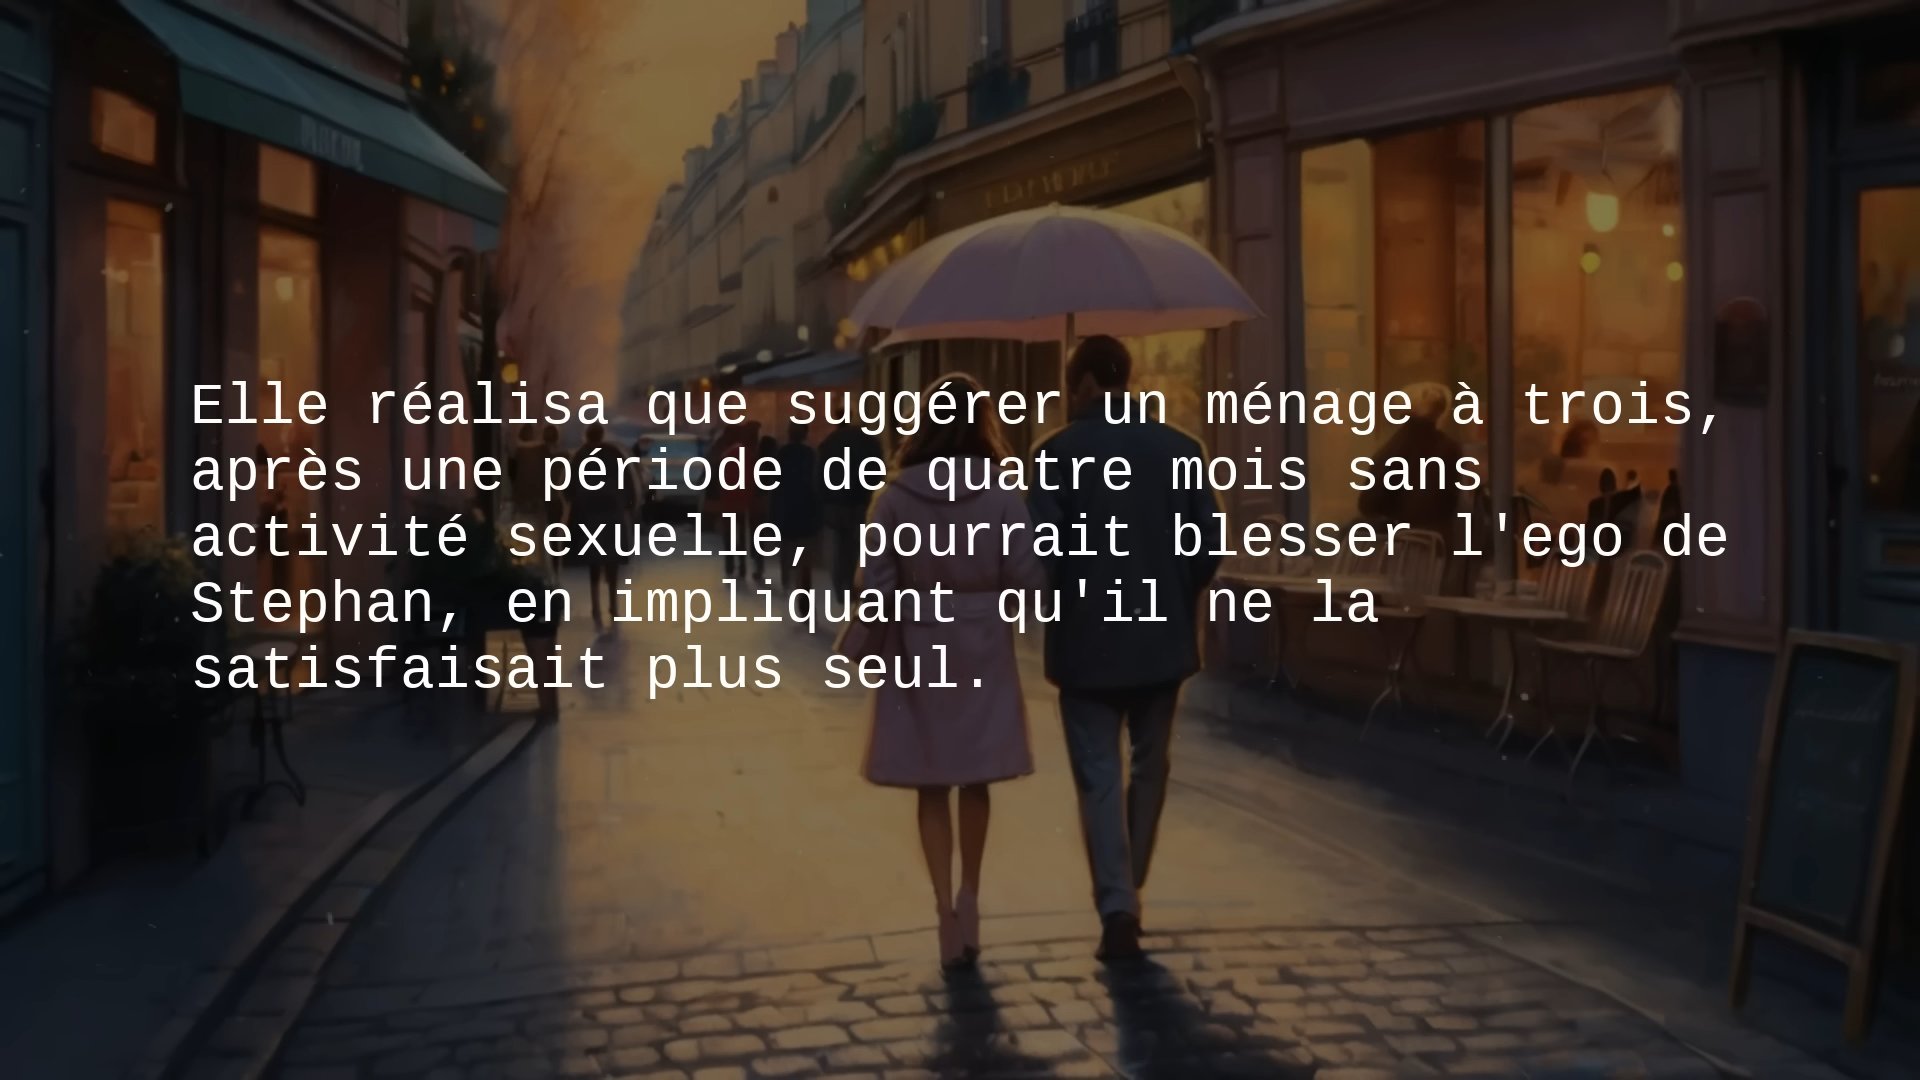 Elle réalisa que suggérer un ménage à trois,
après une période de quatre mois sans
activité sexuelle, pourrait blesser l'ego de
Stephan, en impliquant qu'il ne la
satisfaisait plus seul.